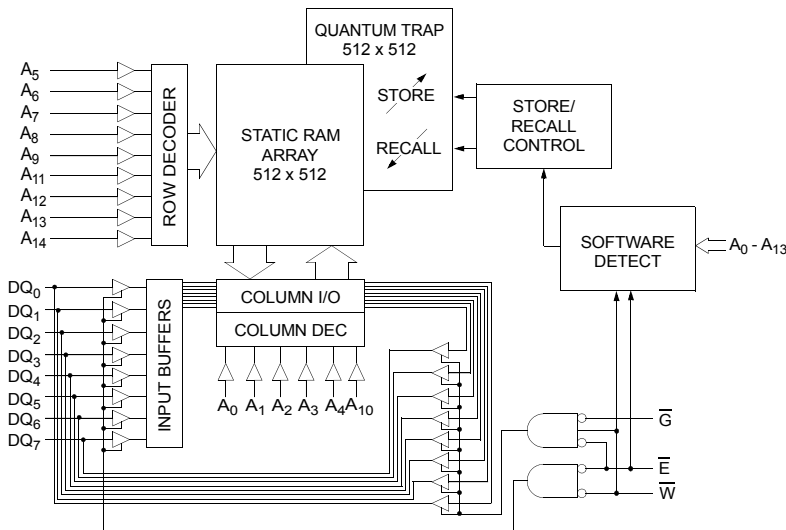 QUANTUM TRAP
512 x 512
STORE
RECALL
STATIC RAM
ARRAY
512 x 512
STORE/
RECALL
CONTROL
SOFTWARE
DETECT
A0 - A13
A5
A6
A7
A8
A9
A11
A12
A13
A14
ROW DECODER
DQ0
DQ1
DQ2
DQ3
DQ4
DQ5
DQ6
DQ7
INPUT BUFFERS
COLUMN I/O
COLUMN DEC
A0 A1 A2 A3 A4 A10
G̅
E̅
W̅